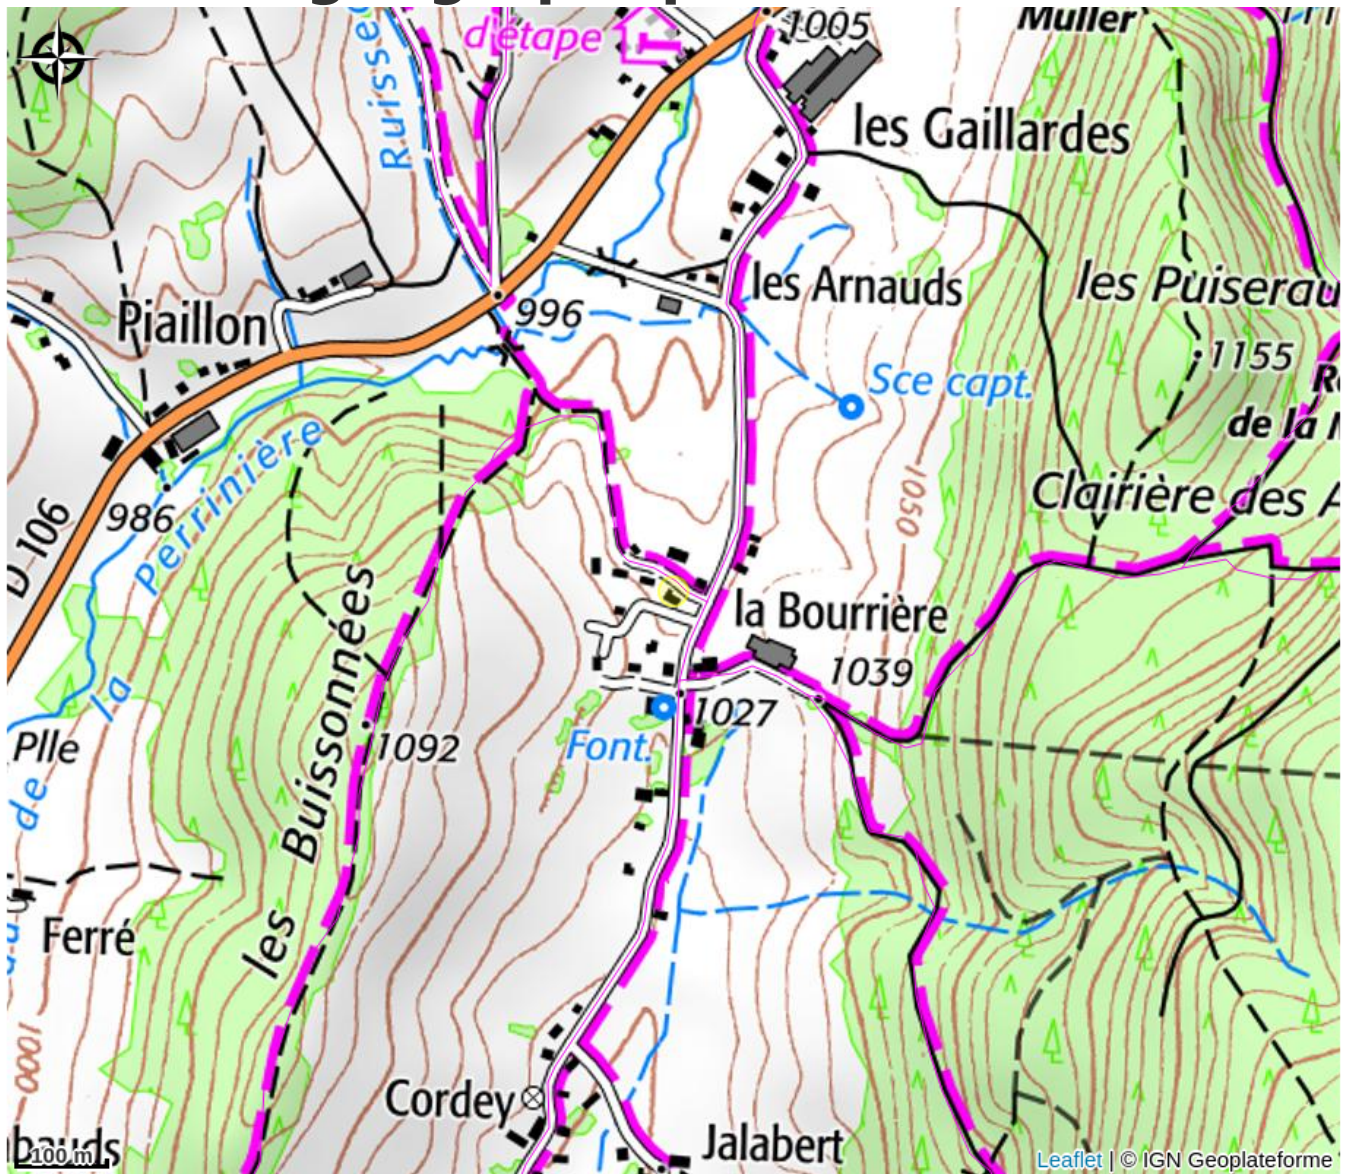 1005
Muller
d'étape
Ruisse
les Gaillardes
les Arnauds
les Puiserau
Piaillon
996
1155
Sce capt.
de la
Clairière des A
1050
986
D 106
Perrinière
la
de
la Bourrière
1039
1027
Font.
les Buissonnées
1092
Plle
Ferré
1000
Cordey
Jalabert
bauds
100 m
Leaflet | © IGN Geoplateforme